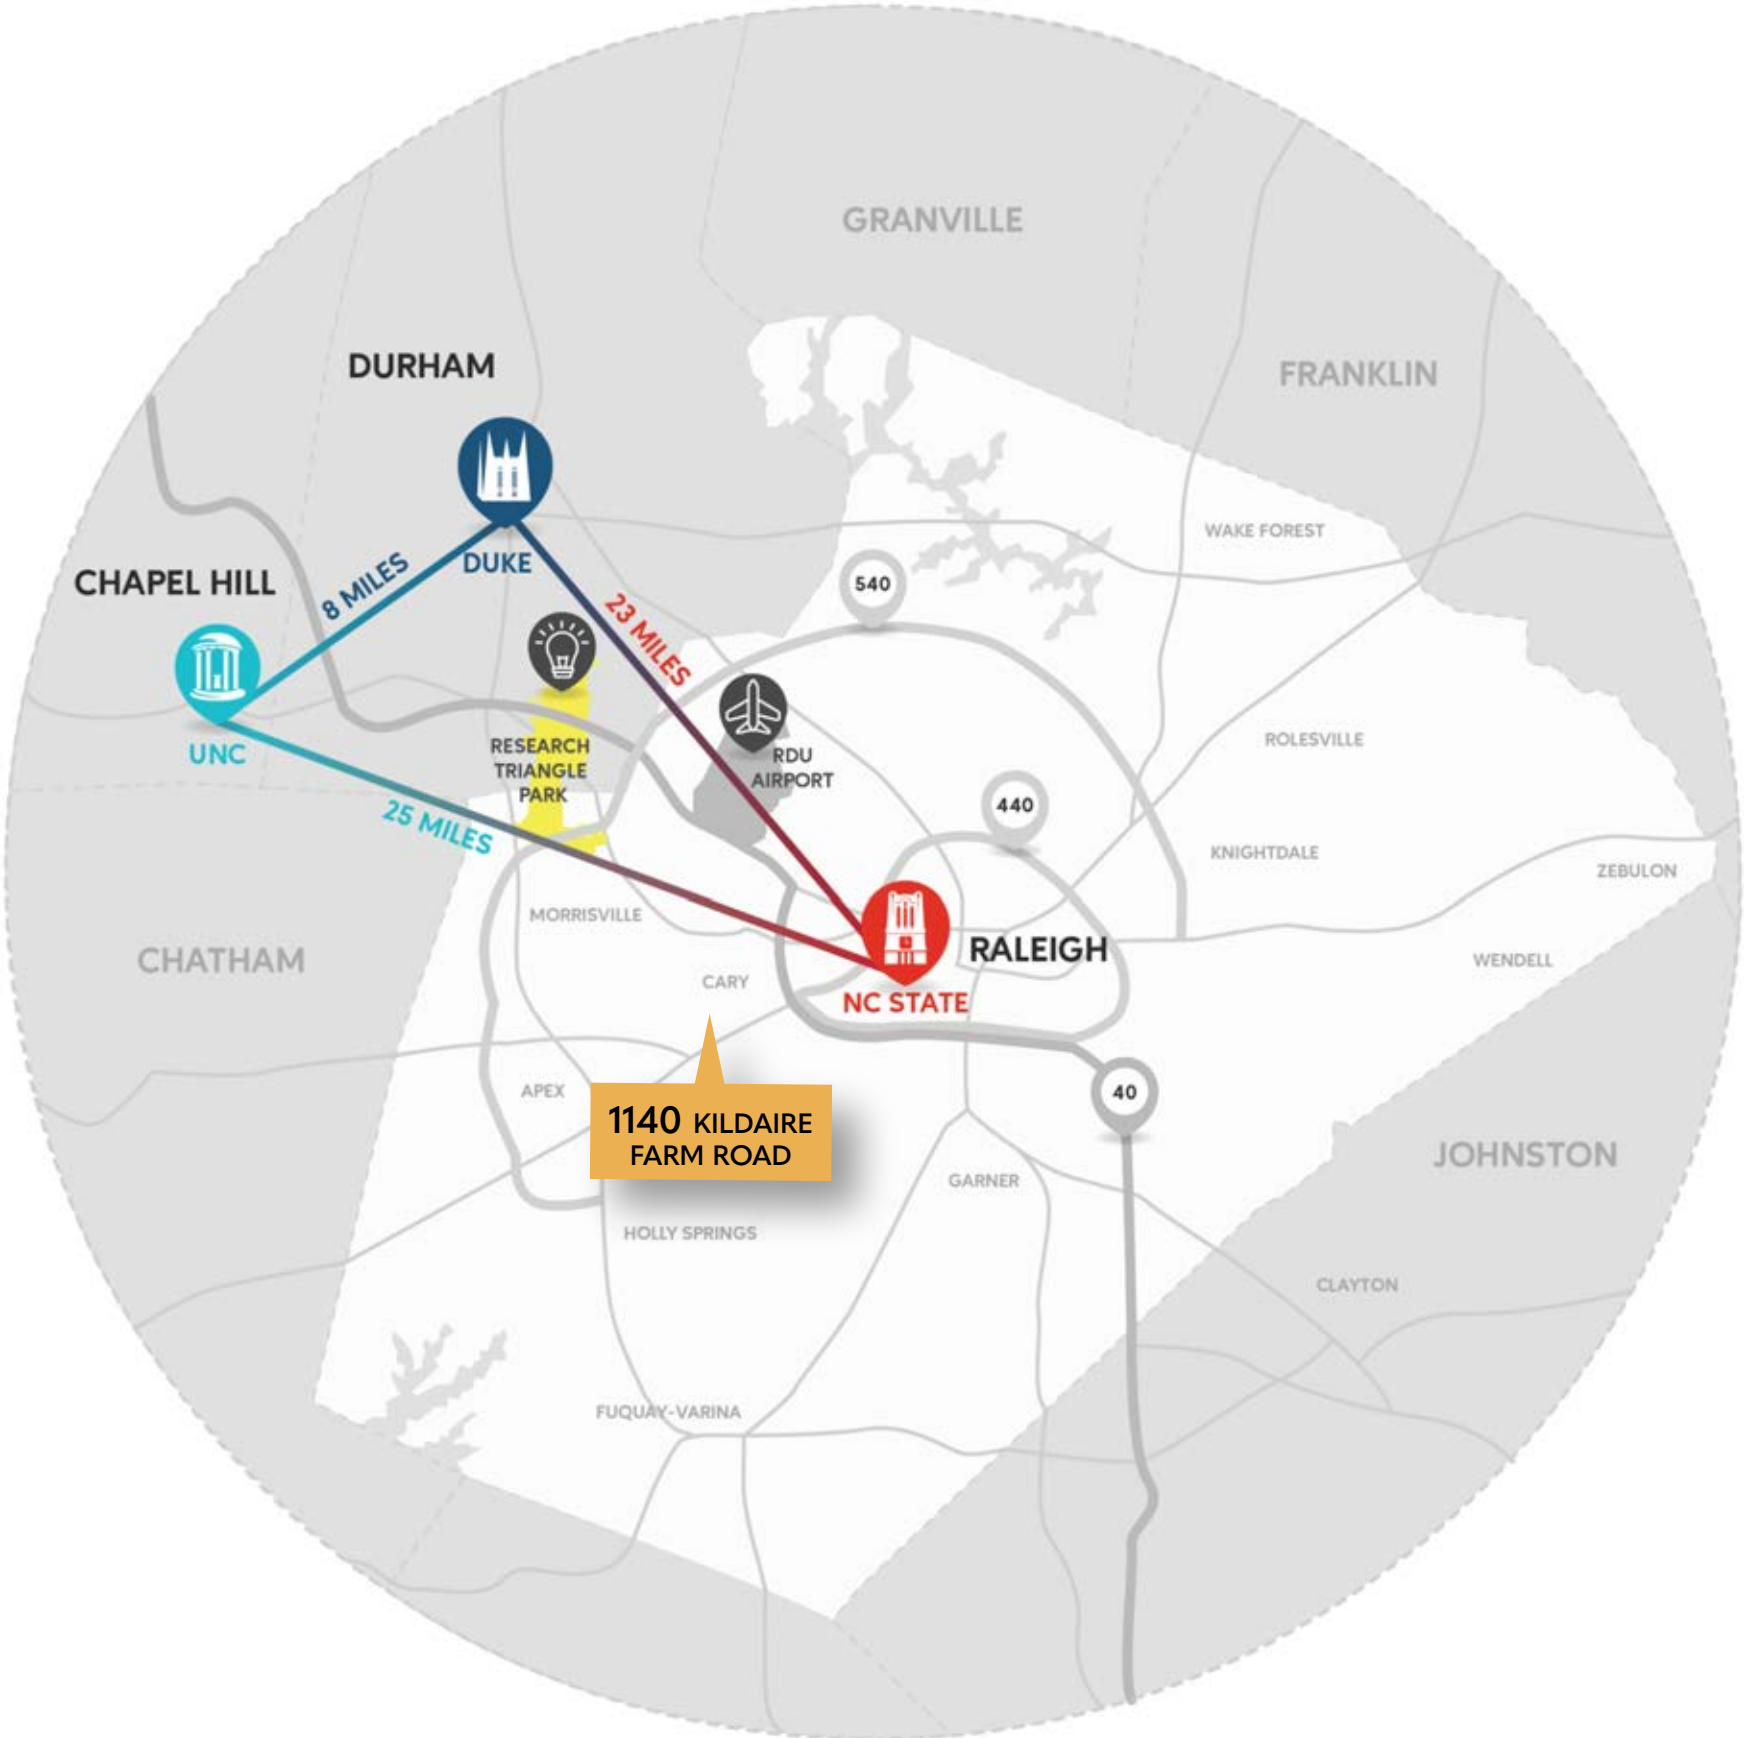 GRANVILLE
FRANKLIN
DURHAM
DUKE
WAKE FOREST
CHAPEL HILL
8 MILES
540
23 MILES
UNC
RESEARCH
TRIANGLE
PARK
RDU
AIRPORT
ROLESVILLE
25 MILES
440
KNIGHTDALE
ZEBULON
MORRISVILLE
RALEIGH
CHATHAM
WENDELL
CARY
NC STATE
APEX
40
1140 KILDAIRE
FARM ROAD
JOHNSTON
GARNER
HOLLY SPRINGS
CLAYTON
FUQUAY-VARINA